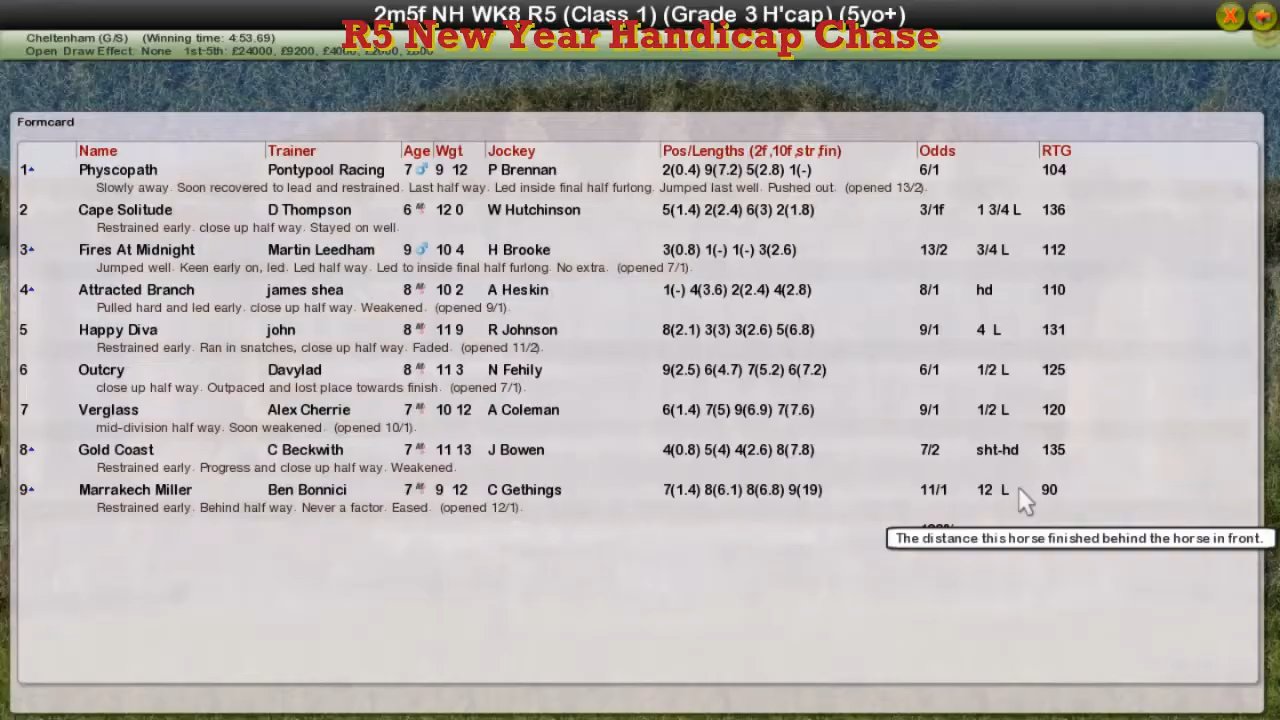 2m5f NH WK8 R5 (Class 1) (Grade 3 H'cap) (5yo+)
R5 New Year Handicap Chase
Cheltenham (G/S) (Winning time: 4:53.69)
Open Draw Effect: None 1st-5th: £24000, £9200,
Formcard
Name Trainer Age Wgt Jockey Pos/Lengths (2f,10f,str,fin) Odds RTG
1 Physcopath Pontypool Racing 7 9 12 P Brennan 2(0.4) 9(7.2) 5(2.8) 1(-) 6/1 104
Slowly away. Soon recovered to lead and restrained. Last half way. Led inside final half furlong. Jumped last well. Pushed out. (opened 13/2).
2 Cape Solitude D Thompson 6 12 0 W Hutchinson 5(1.4) 2(2.4) 6(3) 2(1.8) 3/1f 1 3/4 L 136
Restrained early. close up half way. Stayed on well.
3 Fires At Midnight Martin Leedham 9 10 4 H Brooke 3(0.8) 1(-) 1(-) 3(2.6) 13/2 3/4 L 112
Jumped well. Keen early on, led. Led half way. Led to inside final half furlong. No extra. (opened 7/1).
4 Attracted Branch james shea 8 10 2 A Heskin 1(-) 4(3.6) 2(2.4) 4(2.8) 8/1 hd 110
Pulled hard and led early. close up half way. Weakened. (opened 9/1).
5 Happy Diva john 8 11 9 R Johnson 8(2.1) 3(3) 3(2.6) 5(6.8) 9/1 4 L 131
Restrained early. Ran in snatches, close up half way. Faded. (opened 11/2).
6 Outcry Davylad 8 11 3 N Fehily 9(2.5) 6(4.7) 7(5.2) 6(7.2) 6/1 1/2 L 125
close up half way. Outpaced and lost place towards finish. (opened 7/1).
7 Verglass Alex Cherrie 7 10 12 A Coleman 6(1.4) 7(5) 9(6.9) 7(7.6) 9/1 1/2 L 120
mid-division half way. Soon weakened. (opened 10/1).
8 Gold Coast C Beckwith 7 11 13 J Bowen 4(0.8) 5(4) 4(2.6) 8(7.8) 7/2 sht-hd 135
Restrained early. Progress and close up half way. Weakened.
9 Marrakech Miller Ben Bonnici 7 9 12 C Gethings 7(1.4) 8(6.1) 8(6.8) 9(19) 11/1 12 L 90
Restrained early. Behind half way. Never a factor. Eased. (opened 12/1).
The distance this horse finished behind the horse in front.